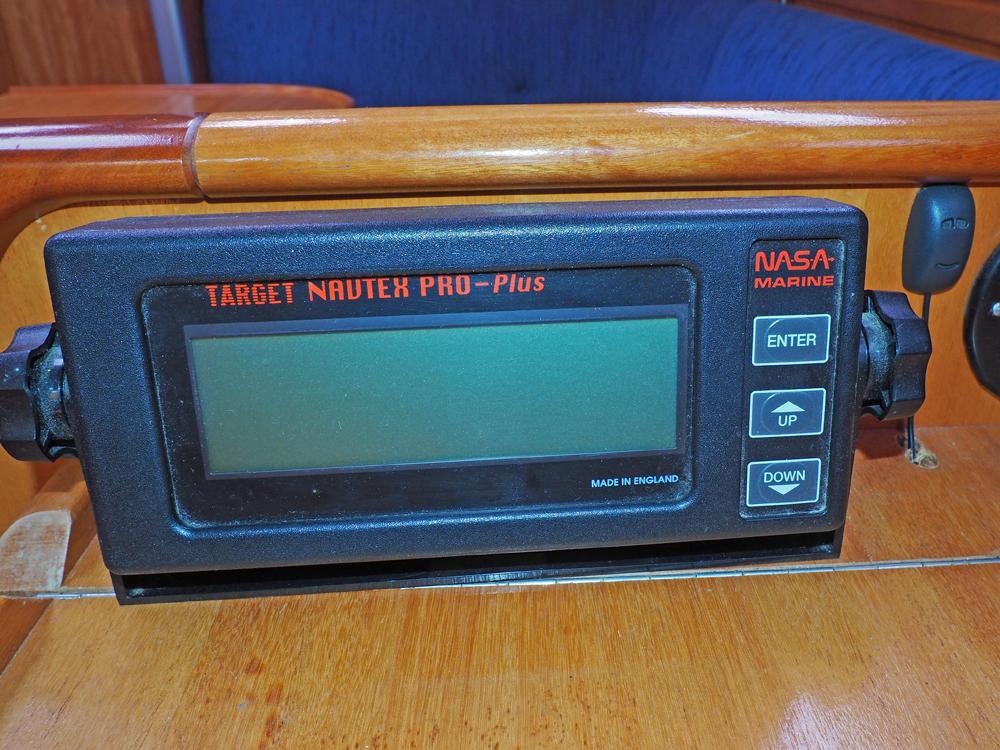 TARGET NAVTEX PRO-Plus
NASA
MARINE
ENTER
UP
DOWN
MADE IN ENGLAND